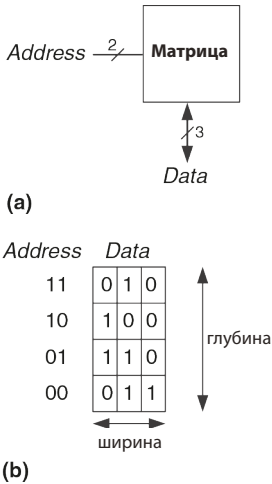 Address 2 Матрица
3
Data
(a)
Address Data
11 0 1 0
10 1 0 0
01 1 1 0
00 0 1 1
глубина
ширина
(b)